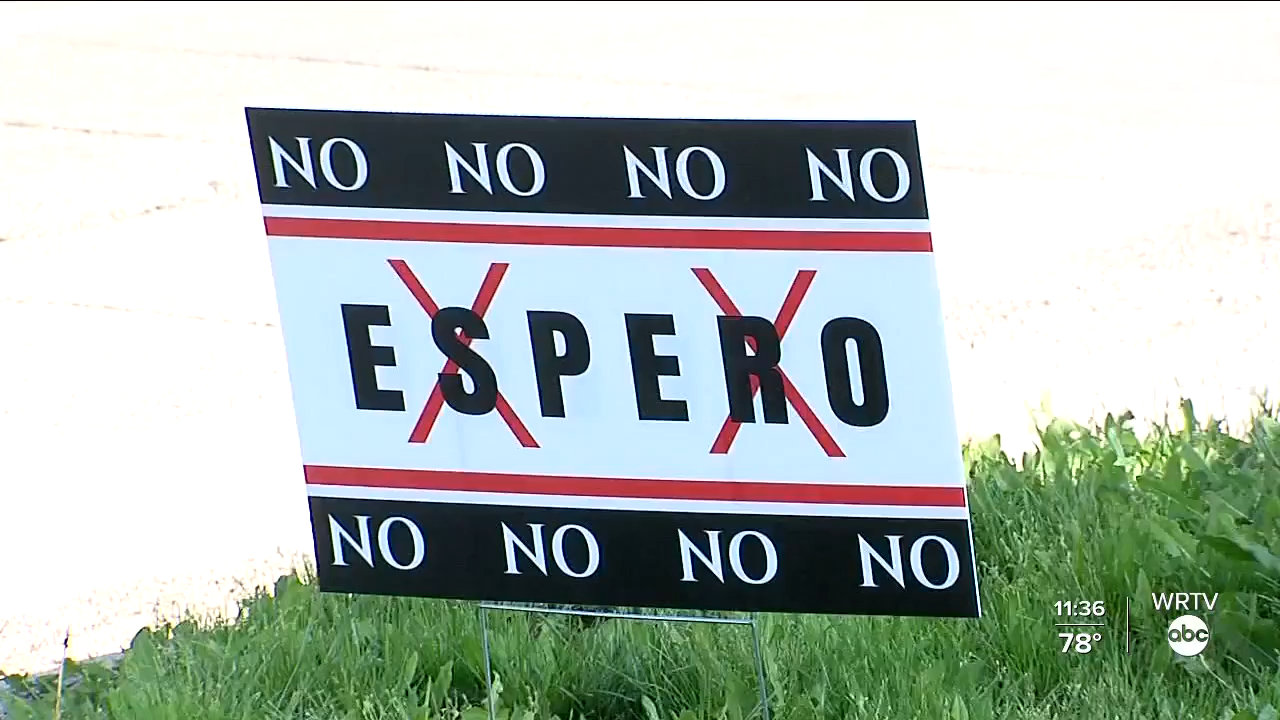 NO NO NO NO
ESPERO
NO NO NO NO
11:36
78°
WRTV
abc